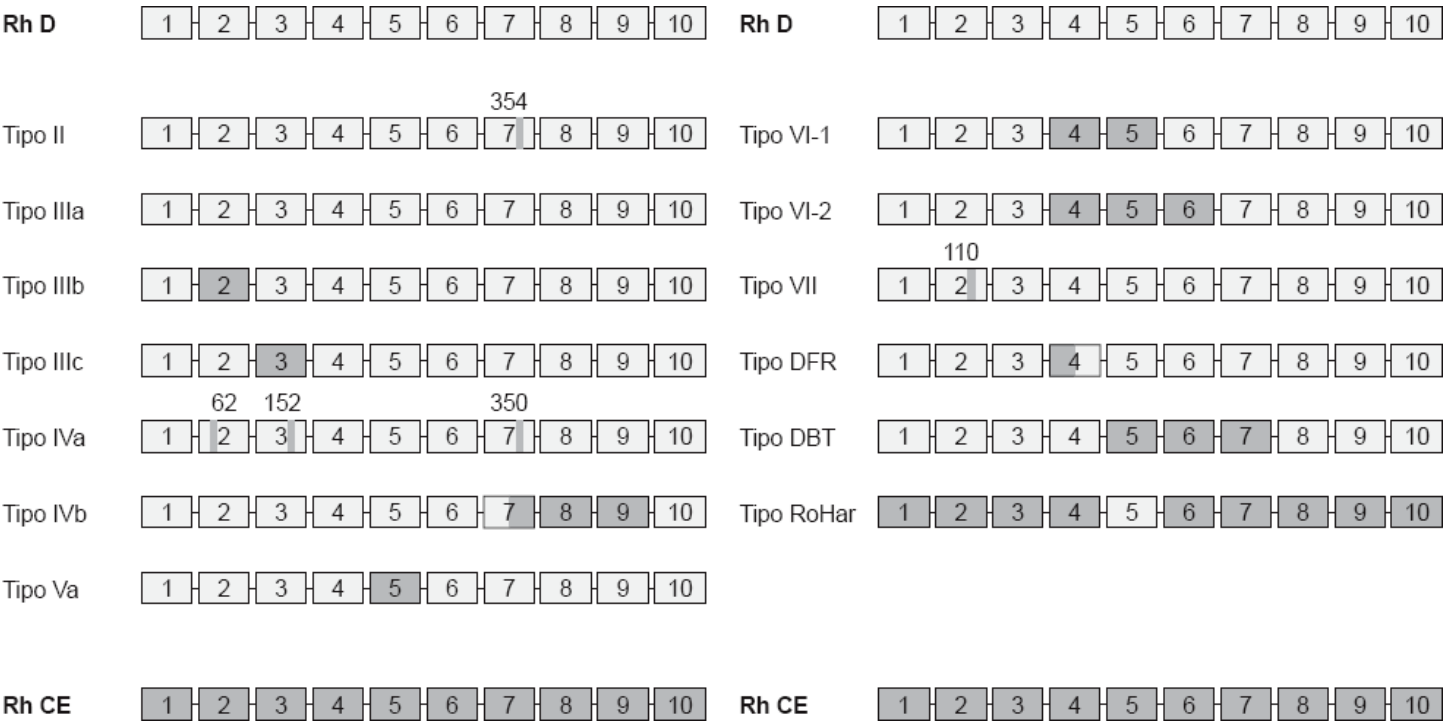 Rh D 1 2 3 4 5 6 7 8 9 10
354
Tipo II 1 2 3 4 5 6 7 8 9 10
Tipo IIIa 1 2 3 4 5 6 7 8 9 10
Tipo IIIb 1 2 3 4 5 6 7 8 9 10
Tipo IIIc 1 2 3 4 5 6 7 8 9 10
62 152 350
Tipo IVa 1 2 3 4 5 6 7 8 9 10
Tipo IVb 1 2 3 4 5 6 7 8 9 10
Tipo Va 1 2 3 4 5 6 7 8 9 10
Rh CE 1 2 3 4 5 6 7 8 9 10
Rh D 1 2 3 4 5 6 7 8 9 10
Tipo VI-1 1 2 3 4 5 6 7 8 9 10
Tipo VI-2 1 2 3 4 5 6 7 8 9 10
110
Tipo VII 1 2 3 4 5 6 7 8 9 10
Tipo DFR 1 2 3 4 5 6 7 8 9 10
Tipo DBT 1 2 3 4 5 6 7 8 9 10
Tipo RoHar 1 2 3 4 5 6 7 8 9 10
Rh CE 1 2 3 4 5 6 7 8 9 10